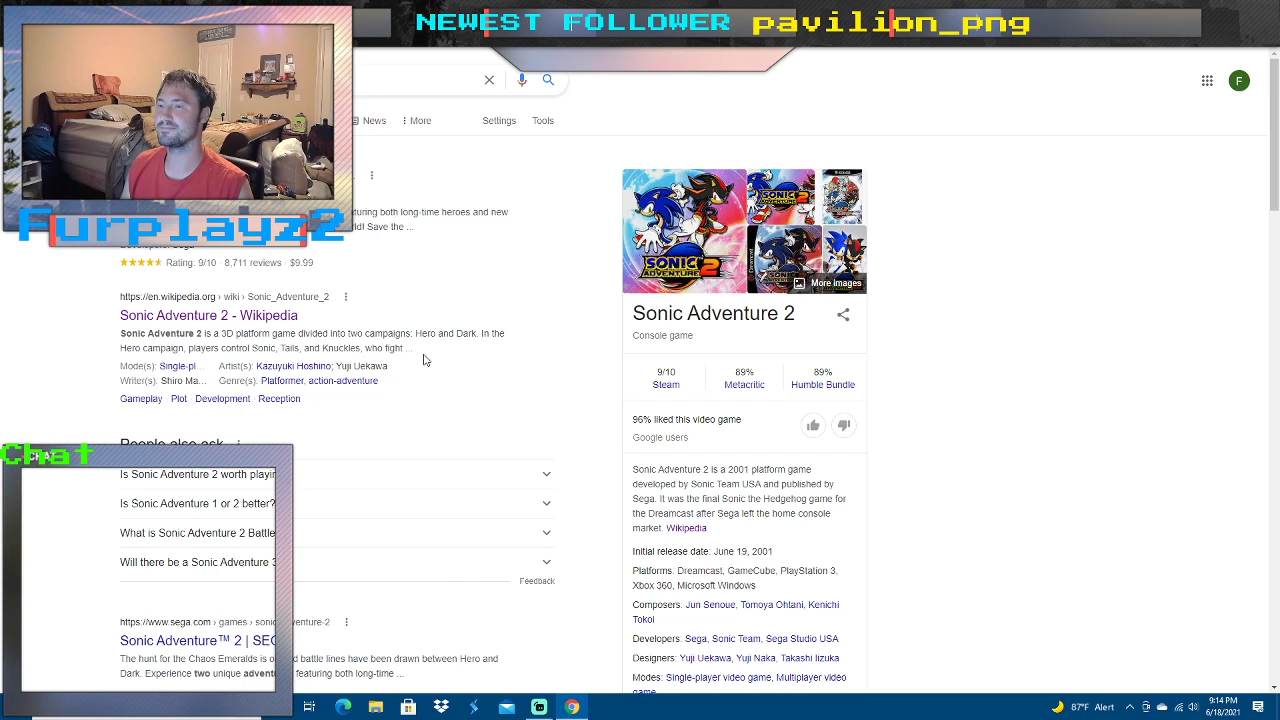 NEWEST FOLLOWER pavilion_png
News
More
Settings
Tools
F
Furplayz2
aturing both long-time heroes and new
rld! Save the ...
Rating: 9/10 · 8,711 reviews · $9.99
https://en.wikipedia.org › wiki › Sonic_Adventure_2
Sonic Adventure 2 - Wikipedia
Sonic Adventure 2 is a 3D platform game divided into two campaigns: Hero and Dark. In the
Hero campaign, players control Sonic, Tails, and Knuckles, who fight ...
Mode(s): Single-pl... Artist(s): Kazuyuki Hoshino; Yuji Uekawa
Writer(s): Shiro Ma... Genre(s): Platformer, action-adventure
Gameplay · Plot · Development · Reception
People also ask
Chat
Is Sonic Adventure 2 worth playin
Is Sonic Adventure 1 or 2 better?
What is Sonic Adventure 2 Battle
Will there be a Sonic Adventure 3
Feedback
https://www.sega.com › games › sonic-adventure-2
Sonic Adventure™ 2 | SEG
The hunt for the Chaos Emeralds is o d battle lines have been drawn between Hero and
Dark. Experience two unique advent featuring both long-time ...
SONIC ADVENTURE 2
More images
Sonic Adventure 2
Console game
9/10 89% 89%
Steam Metacritic Humble Bundle
96% liked this video game
Google users
Sonic Adventure 2 is a 2001 platform game
developed by Sonic Team USA and published by
Sega. It was the final Sonic the Hedgehog game for
the Dreamcast after Sega left the home console
market. Wikipedia
Initial release date: June 19, 2001
Platforms: Dreamcast, GameCube, PlayStation 3,
Xbox 360, Microsoft Windows
Composers: Jun Senoue, Tomoya Ohtani, Kenichi
Tokoi
Developers: Sega, Sonic Team, Sega Studio USA
Designers: Yuji Uekawa, Yuji Naka, Takashi Iizuka
Modes: Single-player video game, Multiplayer video
game
87°F Alert
9:14 PM
6/18/2021